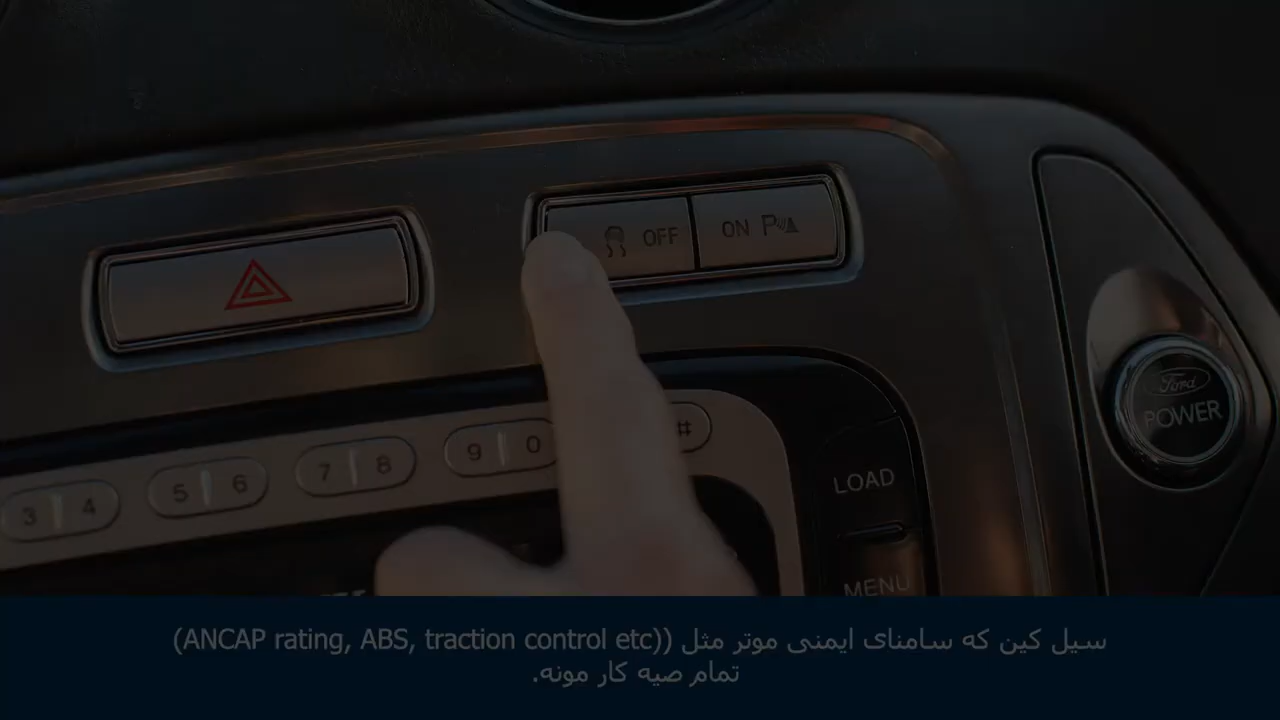 OFF
ON P
Ford
POWER
3 4
5 6
7 8
9 0
#
LOAD
MENU
سیل کین که سامنای ایمنی موتر مثل ((ANCAP rating, ABS, traction control etc)
تمام صیه کار مونه.